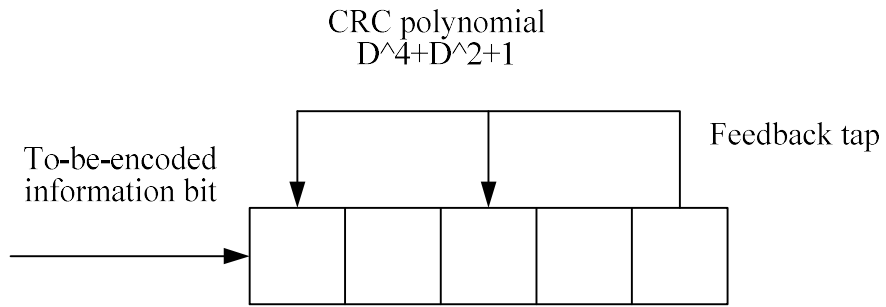 CRC polynomial
D^4+D^2+1
Feedback tap
To-be-encoded
information bit